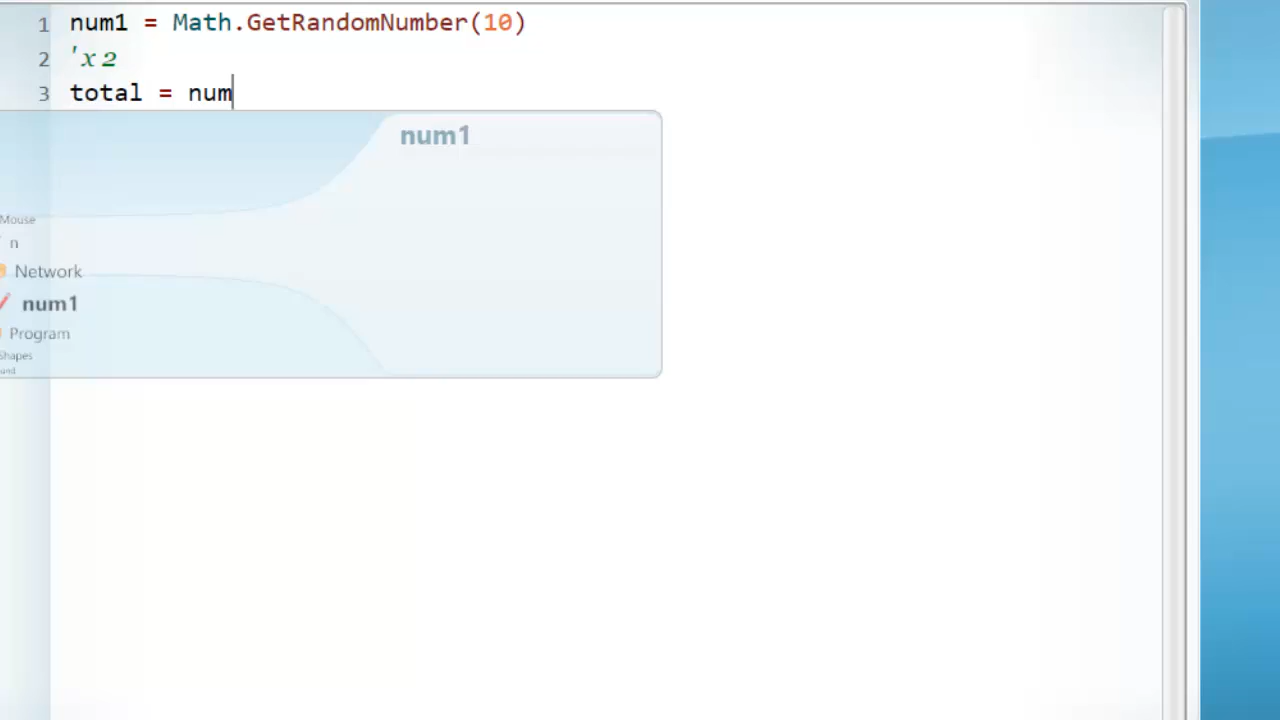 1 num1 = Math.GetRandomNumber(10)
2 'x 2
3 total = num
num1
Mouse
n
Network
num1
Program
Shapes